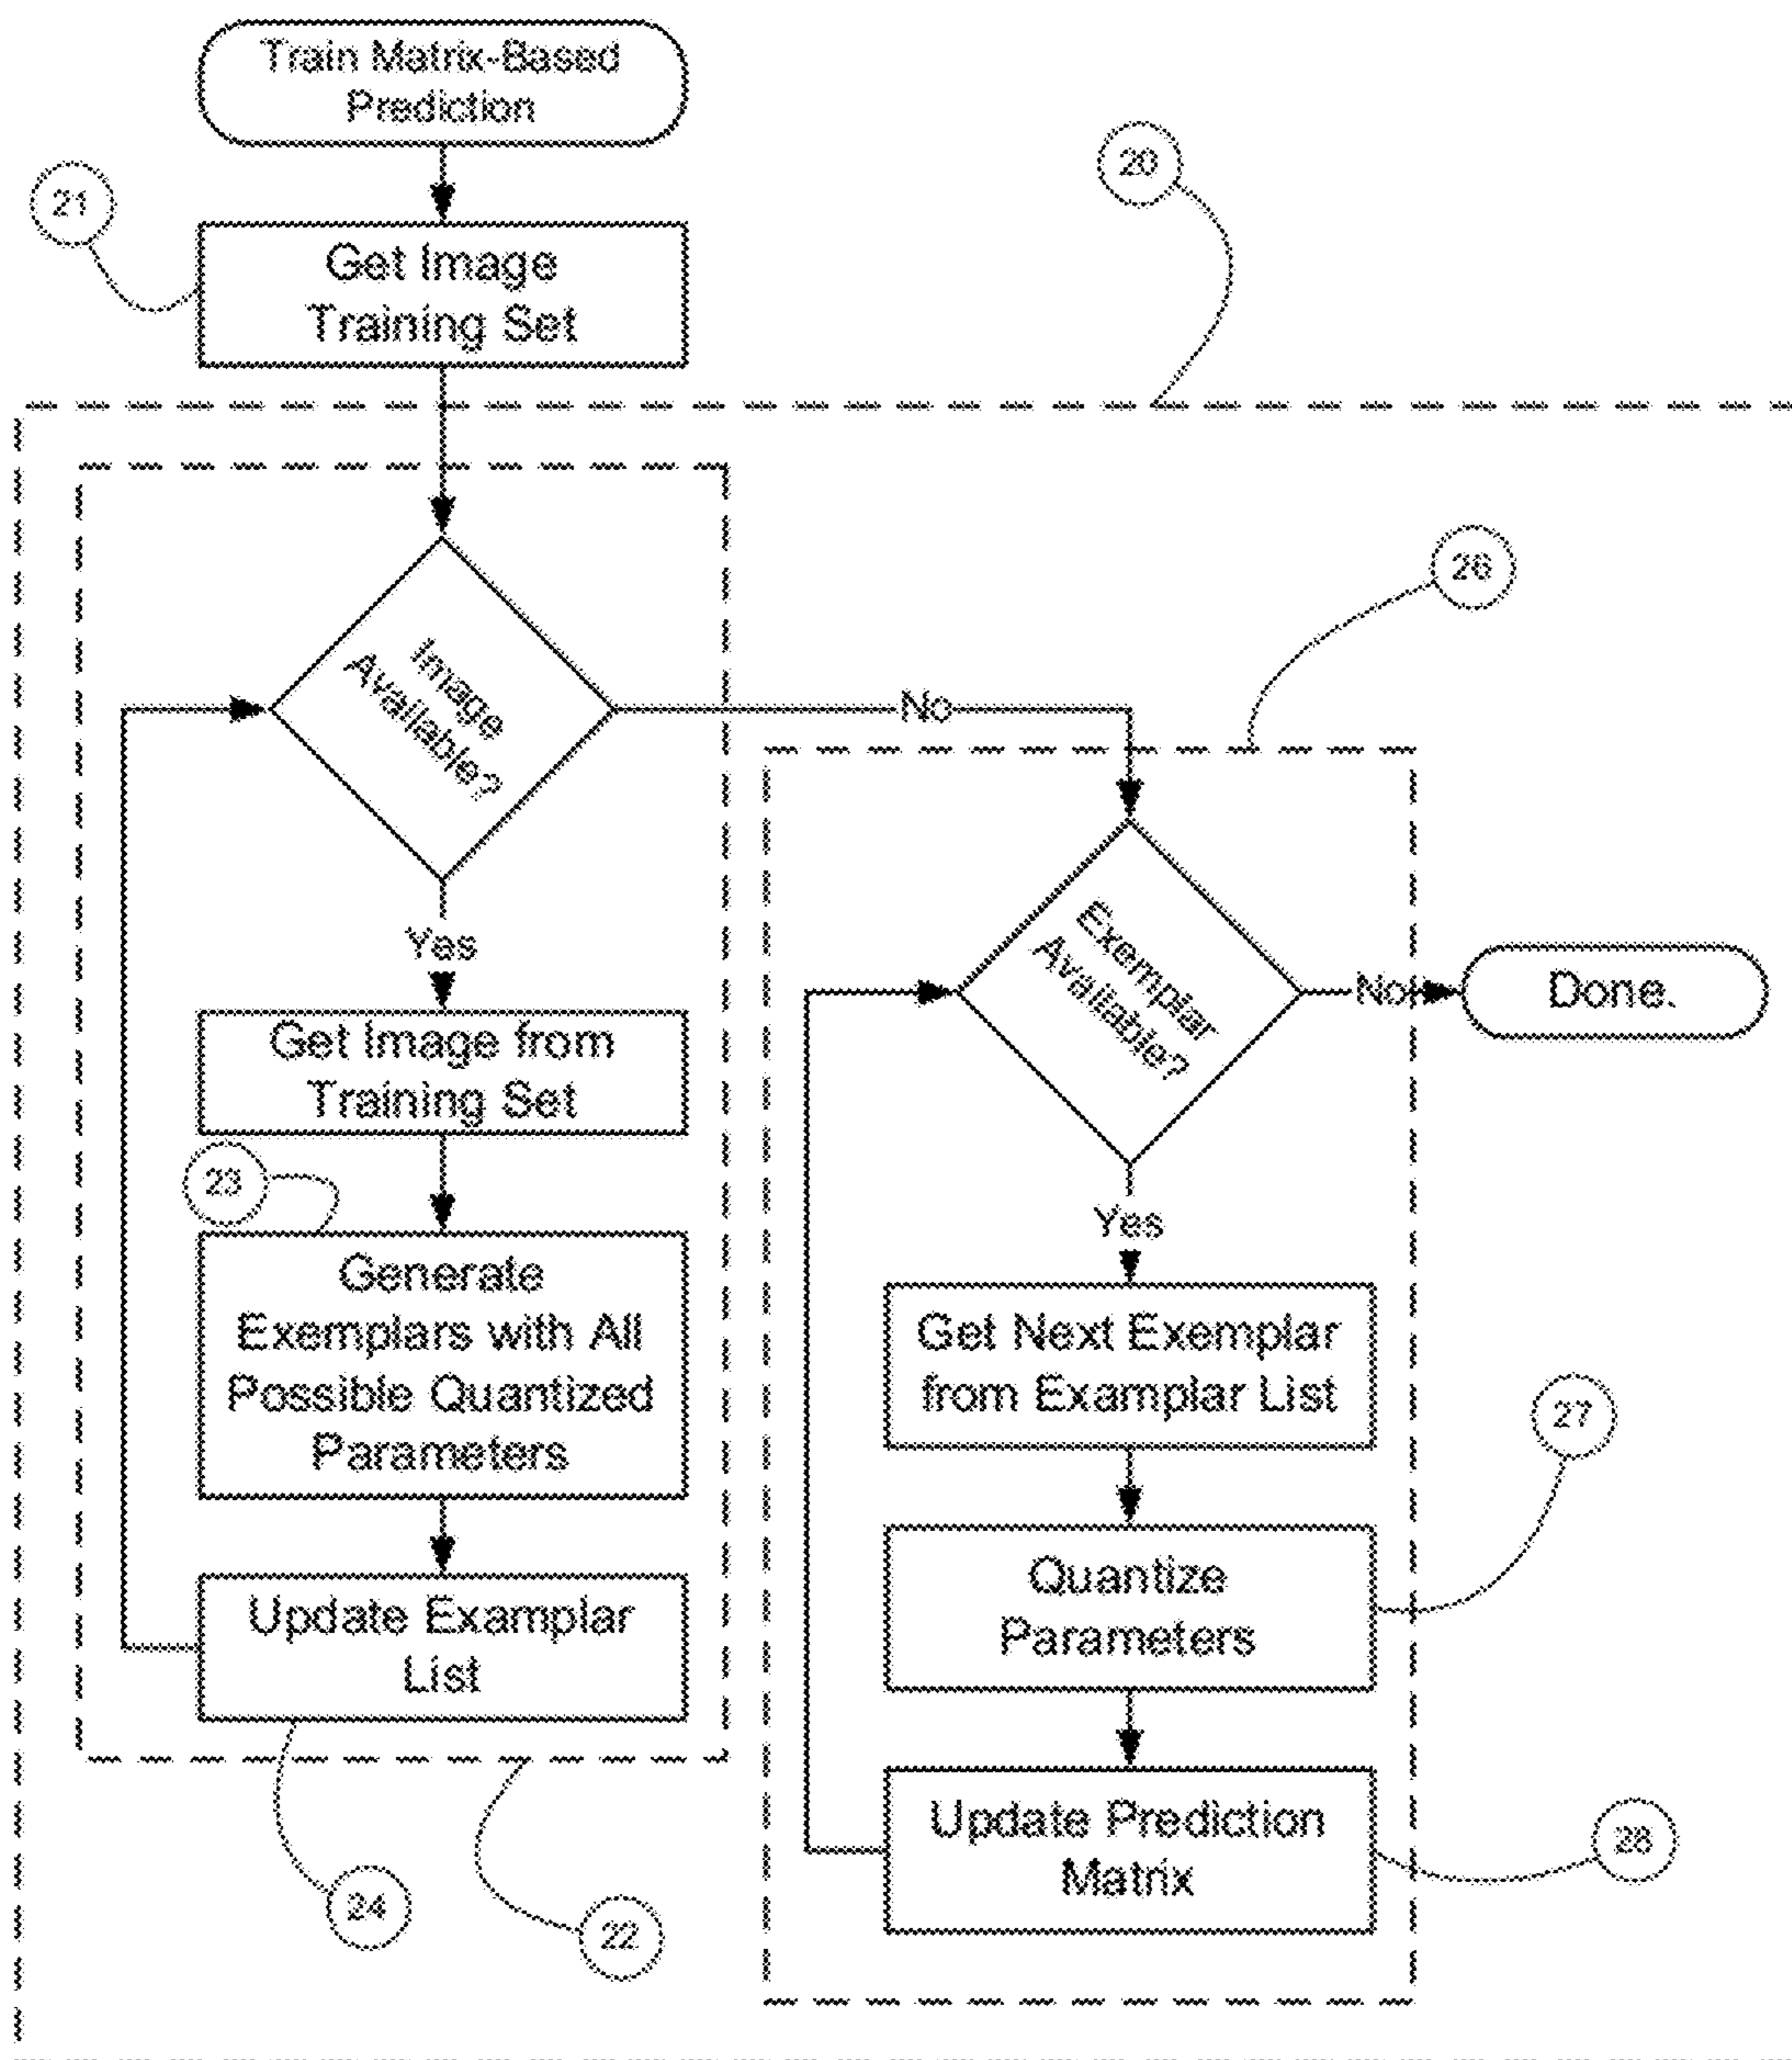 Train Matrix-Based
Prediction
20
21
Get Image
Training Set
26
Image
Available?
No
Yes
Exemplar
Available?
No
Done.
Get Image from
Training Set
23
Yes
Generate
Exemplars with All
Possible Quantized
Parameters
Get Next Exemplar
from Examplar List
27
Quantize
Parameters
Update Examplar
List
Update Prediction
Matrix
28
24
22